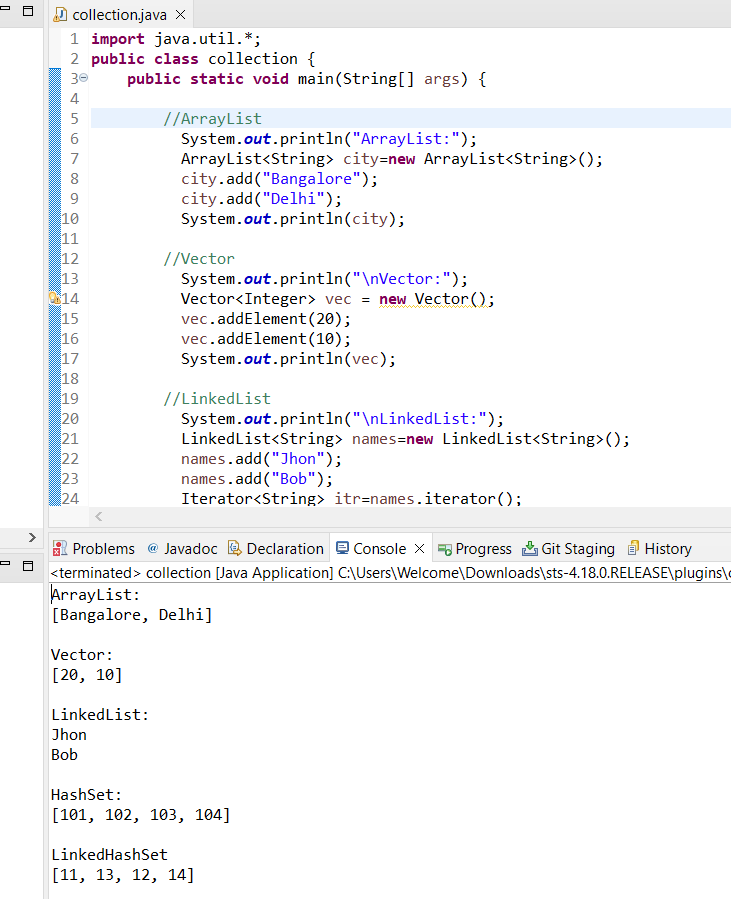 collection.java
1 import java.util.*;
2 public class collection {
3 public static void main(String[] args) {
4
5 //ArrayList
6 System.out.println("ArrayList:");
7 ArrayList<String> city=new ArrayList<String>();
8 city.add("Bangalore");
9 city.add("Delhi");
10 System.out.println(city);
11
12 //Vector
13 System.out.println("\nVector:");
14 Vector<Integer> vec = new Vector();
15 vec.addElement(20);
16 vec.addElement(10);
17 System.out.println(vec);
18
19 //LinkedList
20 System.out.println("\nLinkedList:");
21 LinkedList<String> names=new LinkedList<String>();
22 names.add("Jhon");
23 names.add("Bob");
24 Iterator<String> itr=names.iterator();
Problems @ Javadoc Declaration Console Progress Git Staging History
<terminated> collection [Java Application] C:\Users\Welcome\Downloads\sts-4.18.0.RELEASE\plugins\
ArrayList:
[Bangalore, Delhi]
Vector:
[20, 10]
LinkedList:
Jhon
Bob
HashSet:
[101, 102, 103, 104]
LinkedHashSet
[11, 13, 12, 14]